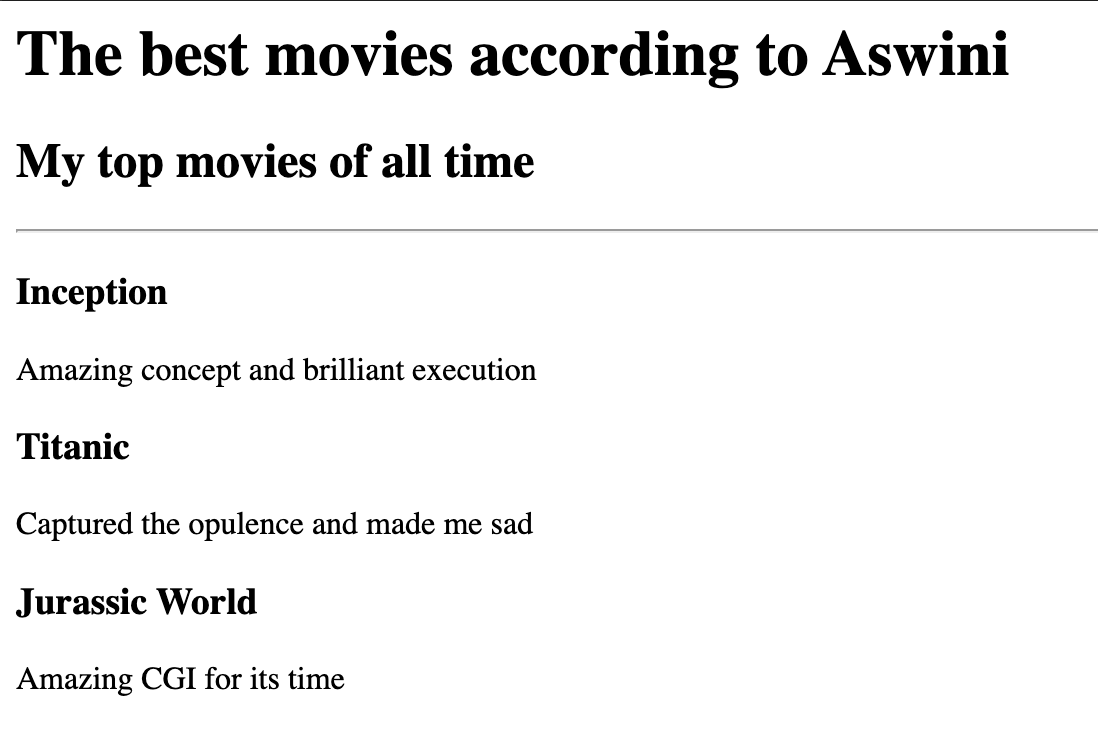 The best movies according to Aswini
My top movies of all time
Inception
Amazing concept and brilliant execution
Titanic
Captured the opulence and made me sad
Jurassic World
Amazing CGI for its time